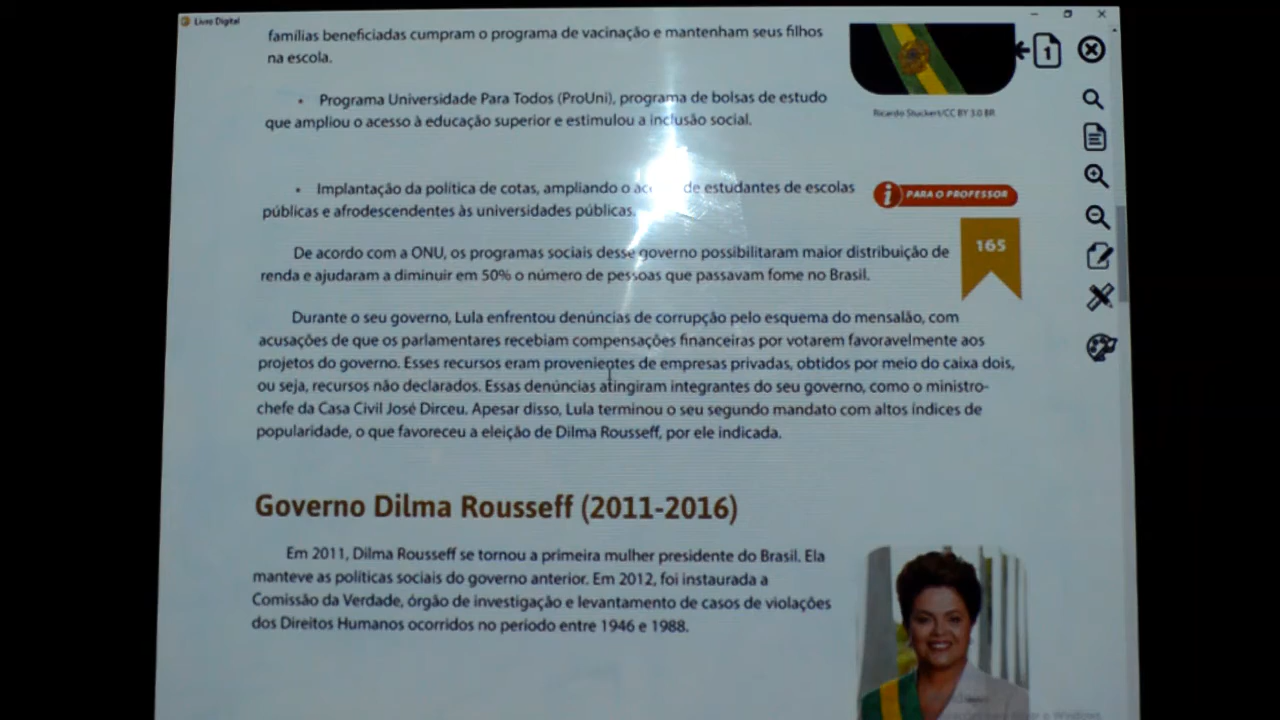 Livro Digital
famílias beneficiadas cumpram o programa de vacinação e mantenham seus filhos
na escola.
1
Ricardo Stuckert/CC BY 3.0 BR
• Programa Universidade Para Todos (ProUni), programa de bolsas de estudo
que ampliou o acesso à educação superior e estimulou a inclusão social.
• Implantação da política de cotas, ampliando o de estudantes de escolas
públicas e afrodescendentes às universidades públicas.
i PARA O PROFESSOR
165
De acordo com a ONU, os programas sociais desse governo possibilitaram maior distribuição de
renda e ajudaram a diminuir em 50% o número de pessoas que passavam fome no Brasil.
Durante o seu governo, Lula enfrentou denúncias de corrupção pelo esquema do mensalão, com
acusações de que os parlamentares recebiam compensações financeiras por votarem favoravelmente aos
projetos do governo. Esses recursos eram provenientes de empresas privadas, obtidos por meio do caixa dois,
ou seja, recursos não declarados. Essas denúncias atingiram integrantes do seu governo, como o ministro-
chefe da Casa Civil José Dirceu. Apesar disso, Lula terminou o seu segundo mandato com altos índices de
popularidade, o que favoreceu a eleição de Dilma Rousseff, por ele indicada.
Governo Dilma Rousseff (2011-2016)
Em 2011, Dilma Rousseff se tornou a primeira mulher presidente do Brasil. Ela
manteve as políticas sociais do governo anterior. Em 2012, foi instaurada a
Comissão da Verdade, órgão de investigação e levantamento de casos de violações
dos Direitos Humanos ocorridos no período entre 1946 e 1988.